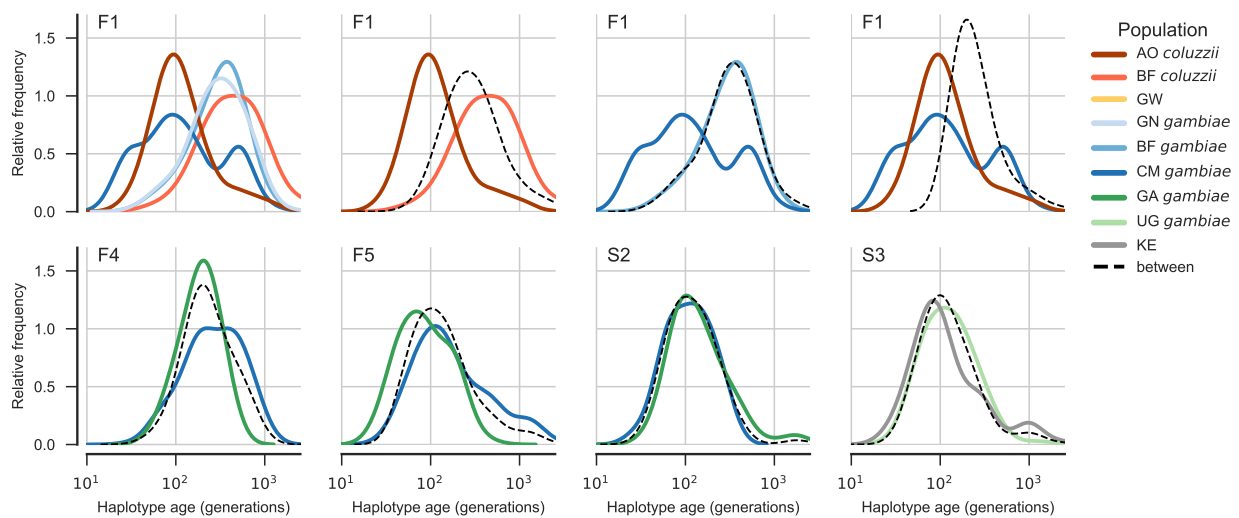 F1
F1
F1
F1
Relative frequency
1.5
1.0
0.5
0.0
Population
AO coluzzii
BF coluzzii
GW
GN gambiae
BF gambiae
CM gambiae
GA gambiae
UG gambiae
KE
between
F4
F5
S2
S3
Relative frequency
1.5
1.0
0.5
0.0
10¹ 10² 10³
10¹ 10² 10³
10¹ 10² 10³
10¹ 10² 10³
Haplotype age (generations)
Haplotype age (generations)
Haplotype age (generations)
Haplotype age (generations)